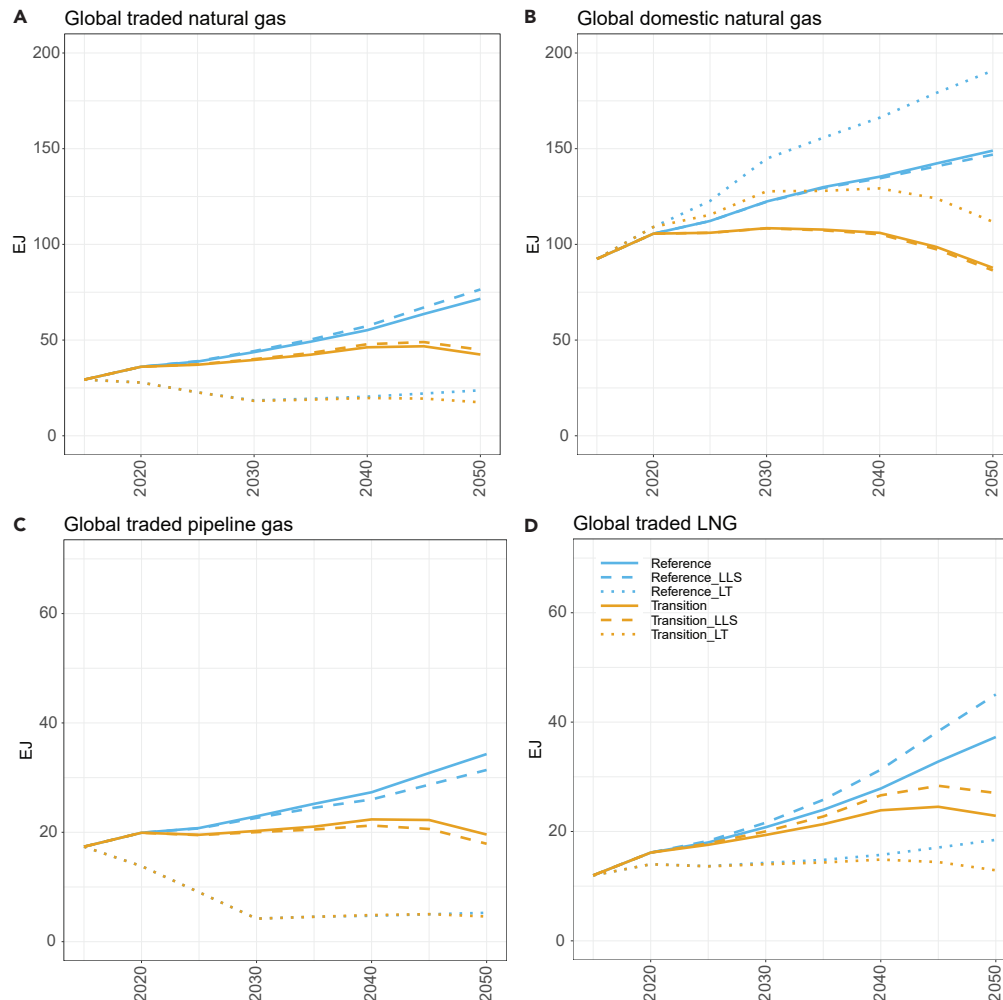 A Global traded natural gas
200
150
100
50
0
EJ
2020
2030
2040
2050
B Global domestic natural gas
200
150
100
50
0
EJ
2020
2030
2040
2050
C Global traded pipeline gas
60
40
20
0
EJ
2020
2030
2040
2050
D Global traded LNG
Reference
Reference_LLS
Reference_LT
Transition
Transition_LLS
Transition_LT
60
40
20
0
EJ
2020
2030
2040
2050